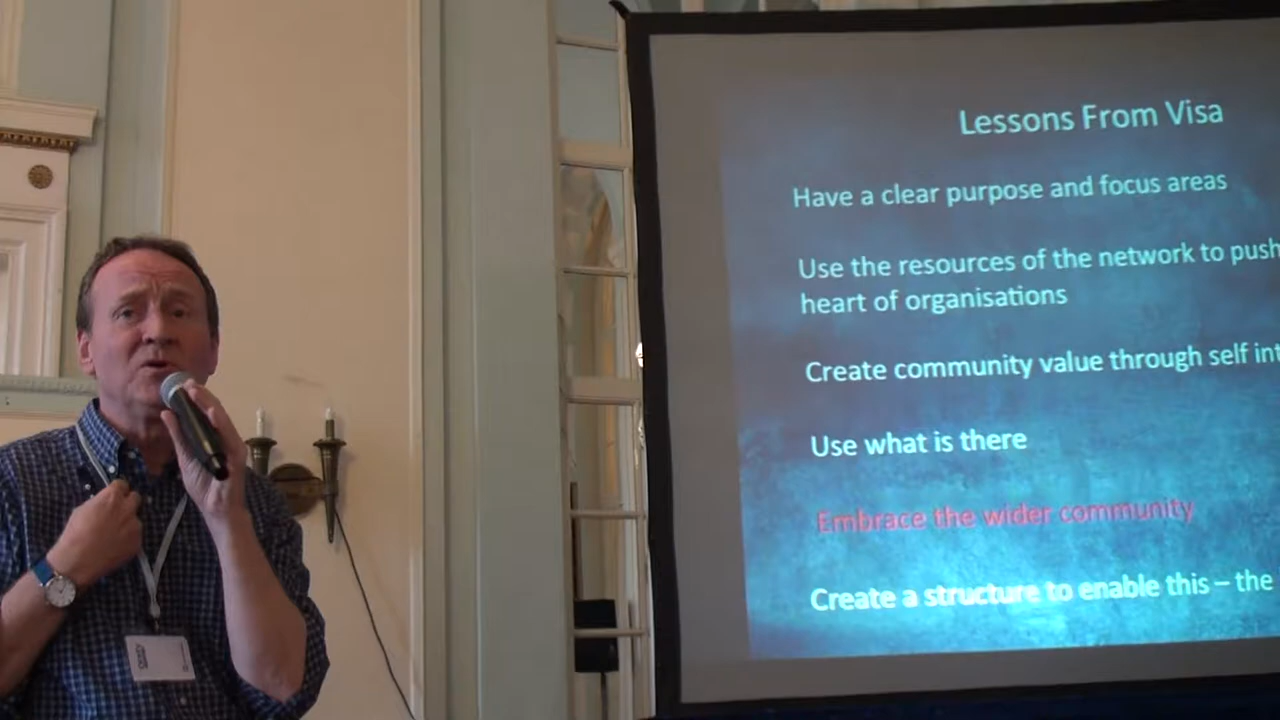 Lessons From Visa
Have a clear purpose and focus areas
Use the resources of the network to push
heart of organisations
Create community value through self int
Use what is there
Embrace the wider community
Create a structure to enable this – the